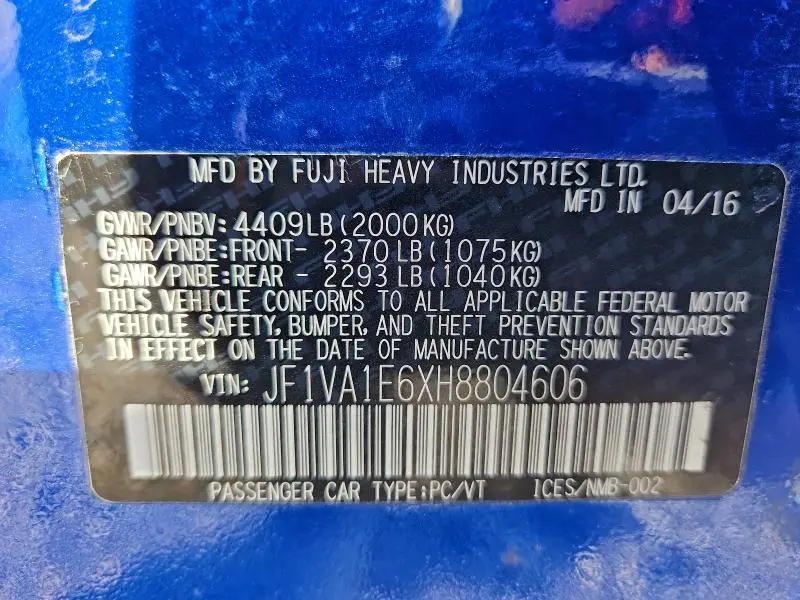 MFD BY FUJI HEAVY INDUSTRIES LTD.
MFD IN 04/16
GVWR/PNBV: 4409LB(2000KG)
GAWR/PNBE:FRONT- 2370LB(1075KG)
GAWR/PNBE:REAR - 2293LB(1040KG)
THIS VEHICLE CONFORMS TO ALL APPLICABLE FEDERAL MOTOR
VEHICLE SAFETY, BUMPER, AND THEFT PREVENTION STANDARDS
IN EFFECT ON THE DATE OF MANUFACTURE SHOWN ABOVE.
VIN: JF1VA1E6XH8804606
PASSENGER CAR TYPE:PC/VT ICES/NMB-002